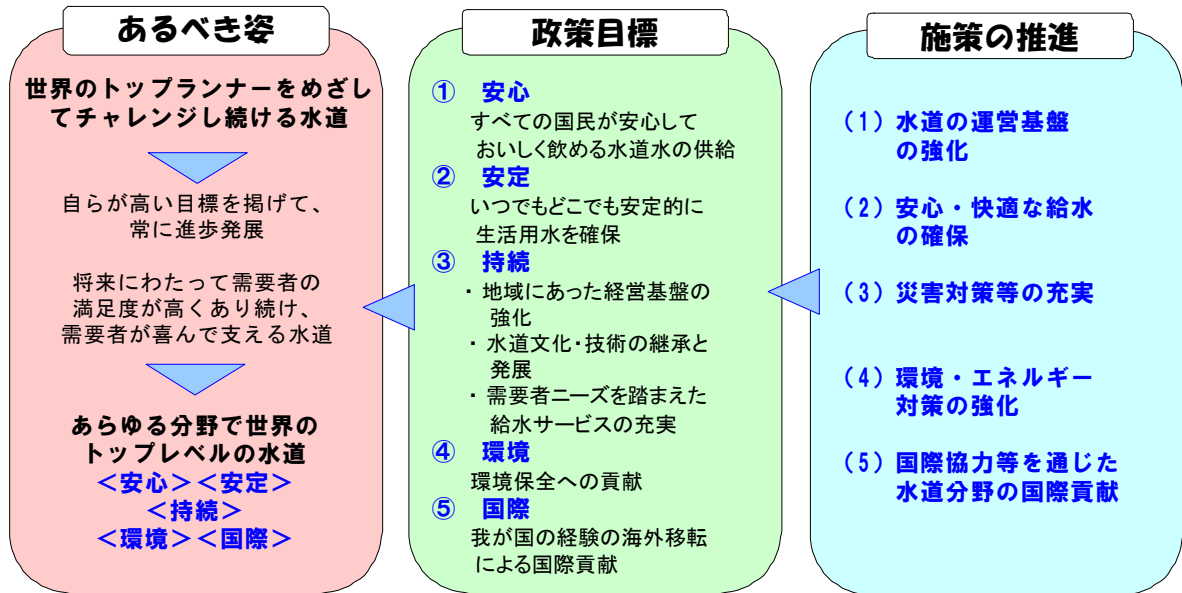 あるべき姿
世界のトップランナーをめざし
てチャレンジし続ける水道
自らが高い目標を掲げて、
常に進歩発展
将来にわたって需要者の
満足度が高くあり続け、
需要者が喜んで支える水道
あらゆる分野で世界の
トップレベルの水道
＜安心＞＜安定＞
＜持続＞
＜環境＞＜国際＞
政策目標
① 安心
すべての国民が安心して
おいしく飲める水道水の供給
② 安定
いつでもどこでも安定的に
生活用水を確保
③ 持続
・ 地域にあった経営基盤の
強化
・ 水道文化・技術の継承と
発展
・ 需要者ニーズを踏まえた
給水サービスの充実
④ 環境
環境保全への貢献
⑤ 国際
我が国の経験の海外移転
による国際貢献
施策の推進
（１）水道の運営基盤
の強化
（２）安心・快適な給水
の確保
（３）災害対策等の充実
（４）環境・エネルギー
対策の強化
（５）国際協力等を通じた
水道分野の国際貢献